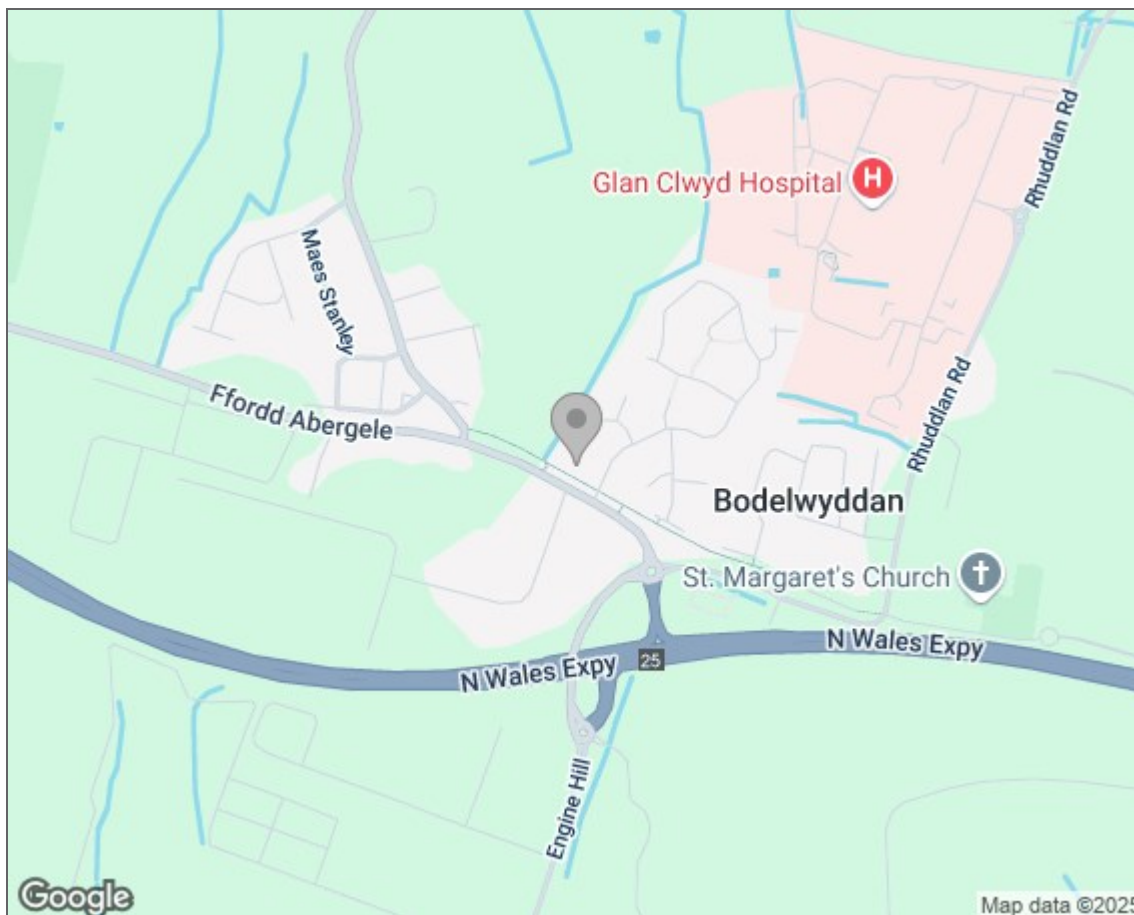 Rhuddlan Rd
Glan Clwyd Hospital
H
Maes Stanley
Ffordd Abergele
Rhuddlan Rd
Bodelwyddan
St. Margaret's Church
N Wales Expy
25
N Wales Expy
Engine Hill
Google
Map data ©2025